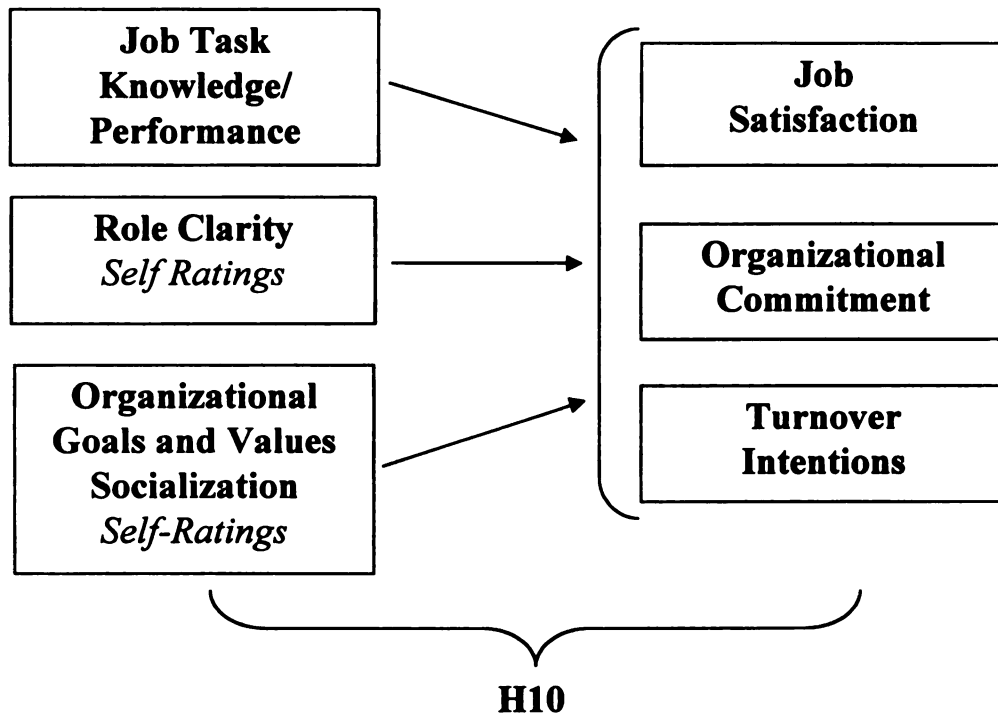 Job Task
Knowledge/
Performance
Role Clarity
Self Ratings
Organizational
Goals and Values
Socialization
Self-Ratings
Job
Satisfaction
Organizational
Commitment
Turnover
Intentions
H10